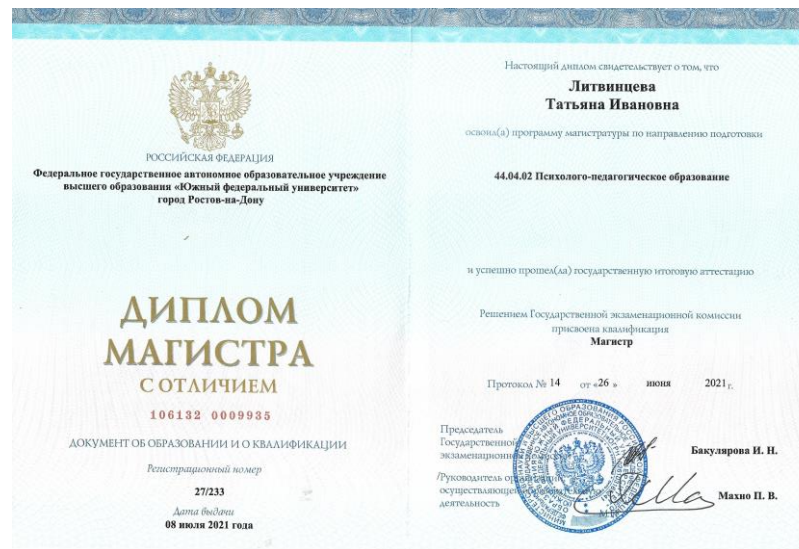 РОССИЙСКАЯ ФЕДЕРАЦИЯ
Федеральное государственное автономное образовательное учреждение
высшего образования «Южный федеральный университет»
город Ростов-на-Дону
ДИПЛОМ
МАГИСТРА
С ОТЛИЧИЕМ
106132 0009935
ДОКУМЕНТ ОБ ОБРАЗОВАНИИ И О КВАЛИФИКАЦИИ
Регистрационный номер
27/233
Дата выдачи
08 июля 2021 года
Настоящий диплом свидетельствует о том, что
Литвинцева
Татьяна Ивановна
освоил(а) программу магистратуры по направлению подготовки
44.04.02 Психолого-педагогическое образование
и успешно прошел(ла) государственную итоговую аттестацию
Решением Государственной экзаменационной комиссии
присвоена квалификация
Магистр
Протокол № 14 от «26 » июня 2021 г.
Председатель
Государственной
экзаменационной
Бакулярова И. Н.
Руководитель организации,
осуществляющей
деятельность
Махно П. В.